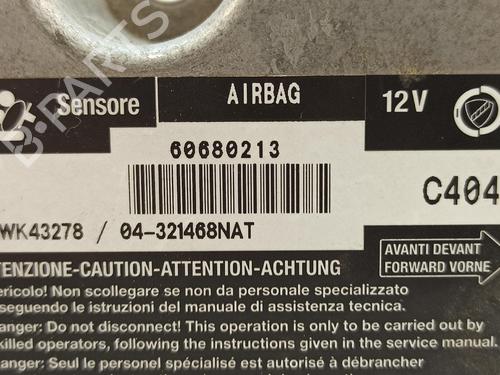 Sensore AIRBAG 12V
60680213
C404
WK43278 / 04-321468NAT
AVANTI DEVANT
FORWARD VORNE
TENZIONE-CAUTION-ATTENTION-ACHTUNG
ericolo! Non scollegare se non da personale specializzato
seguendo le istruzioni del manuale di assistenza tecnica.
anger: Do not disconnect! This operation is only to be carried out by
killed operators, following the instructions given in the service manual.
anger: Seul le personel spécialisé est autorisé à débrancher
B-PARTS